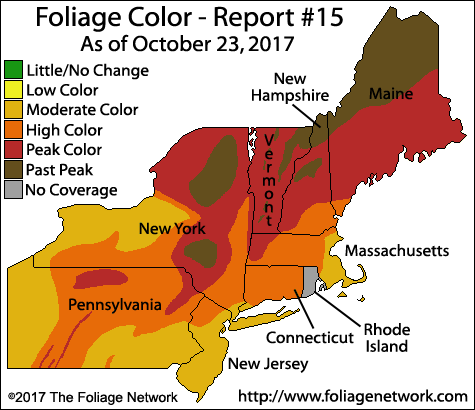 Foliage Color - Report #15
As of October 23, 2017
Little/No Change
Low Color
Moderate Color
High Color
Peak Color
Past Peak
No Coverage
New
Hampshire
Maine
Vermont
New York
Massachusetts
Pennsylvania
Connecticut
Rhode
Island
New Jersey
©2017 The Foliage Network
http://www.foliagenetwork.com